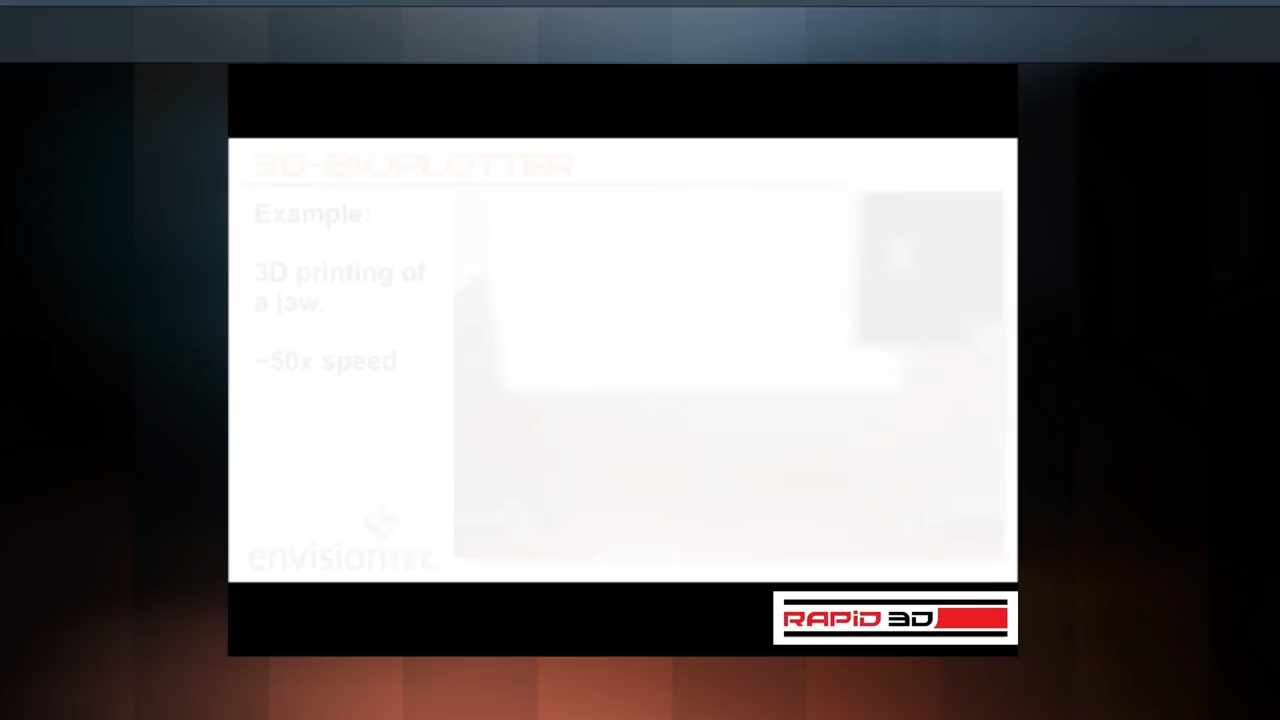 3D-BIOPLOTTER
Example:
3D printing of
a jaw.
~50x speed
envisionTEC
RAPiD 3D